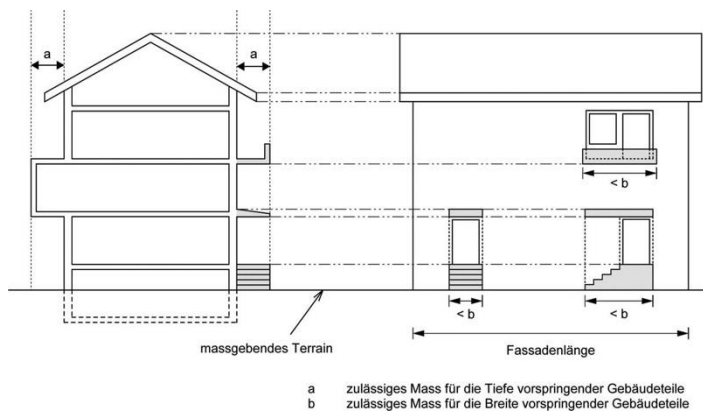 a
a
< b
< b
< b
massgebendes Terrain
Fassadenlänge
a zulässiges Mass für die Tiefe vorspringender Gebäudeteile
b zulässiges Mass für die Breite vorspringender Gebäudeteile